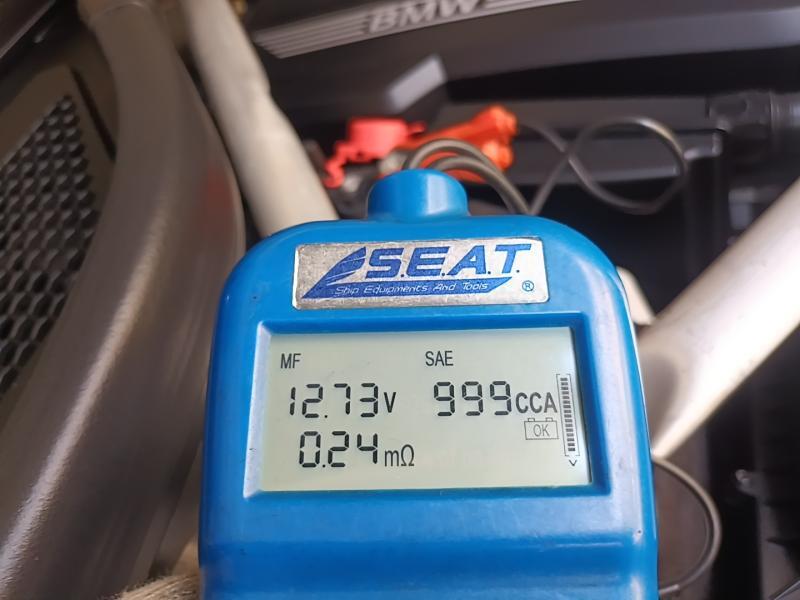 BMW
S.E.A.T.
Ship Equipments And Tools ®
MF SAE
12.73V 999CCA
OK
0.24mΩ